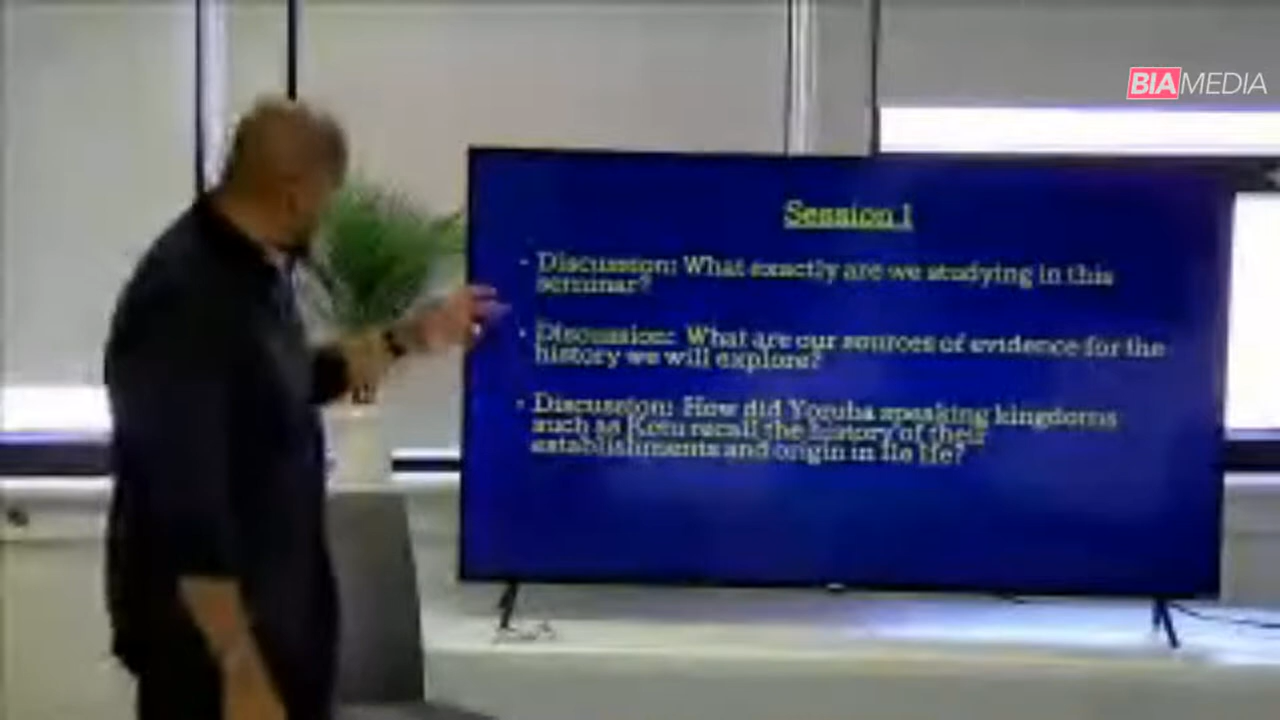 BIAMEDIA
Session 1
• Discussion: What exactly are we studying in this
seminar?
• Discussion: What are our sources of evidence for the
history we will explore?
• Discussion: How did Yoruba speaking kingdoms
such as Ketu recall the history of their
establishments and origin in Ile Ife?